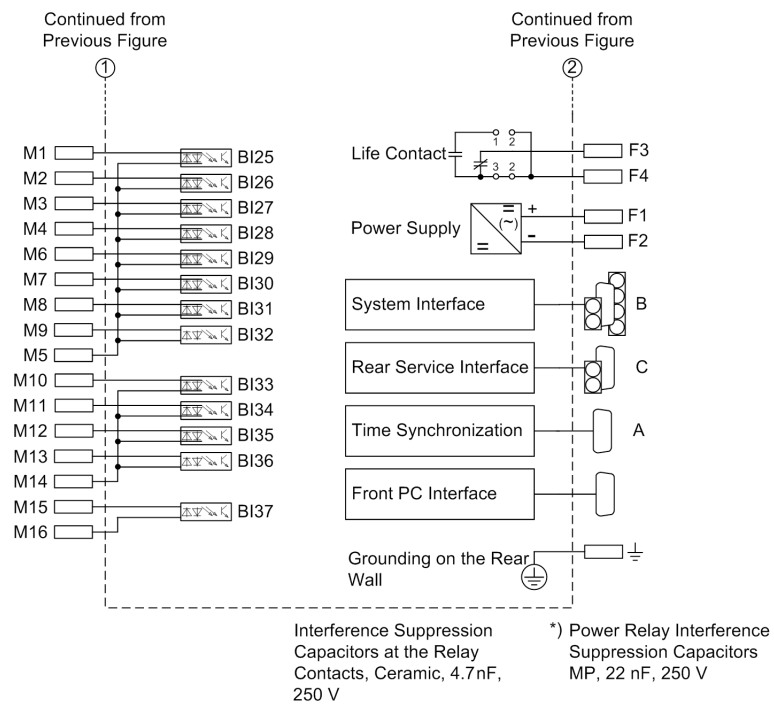 Continued from
Previous Figure
1
Continued from
Previous Figure
2
M1
BI25
M2
BI26
M3
BI27
M4
BI28
M6
BI29
M7
BI30
M8
BI31
M9
BI32
M5
M10
BI33
M11
BI34
M12
BI35
M13
BI36
M14
M15
BI37
M16
Life Contact
1 2
3 2
F3
F4
Power Supply
=
(~)
=
+
-
F1
F2
System Interface
B
Rear Service Interface
C
Time Synchronization
A
Front PC Interface
Grounding on the Rear
Wall
Interference Suppression
Capacitors at the Relay
Contacts, Ceramic, 4.7nF,
250 V
*) Power Relay Interference
Suppression Capacitors
MP, 22 nF, 250 V